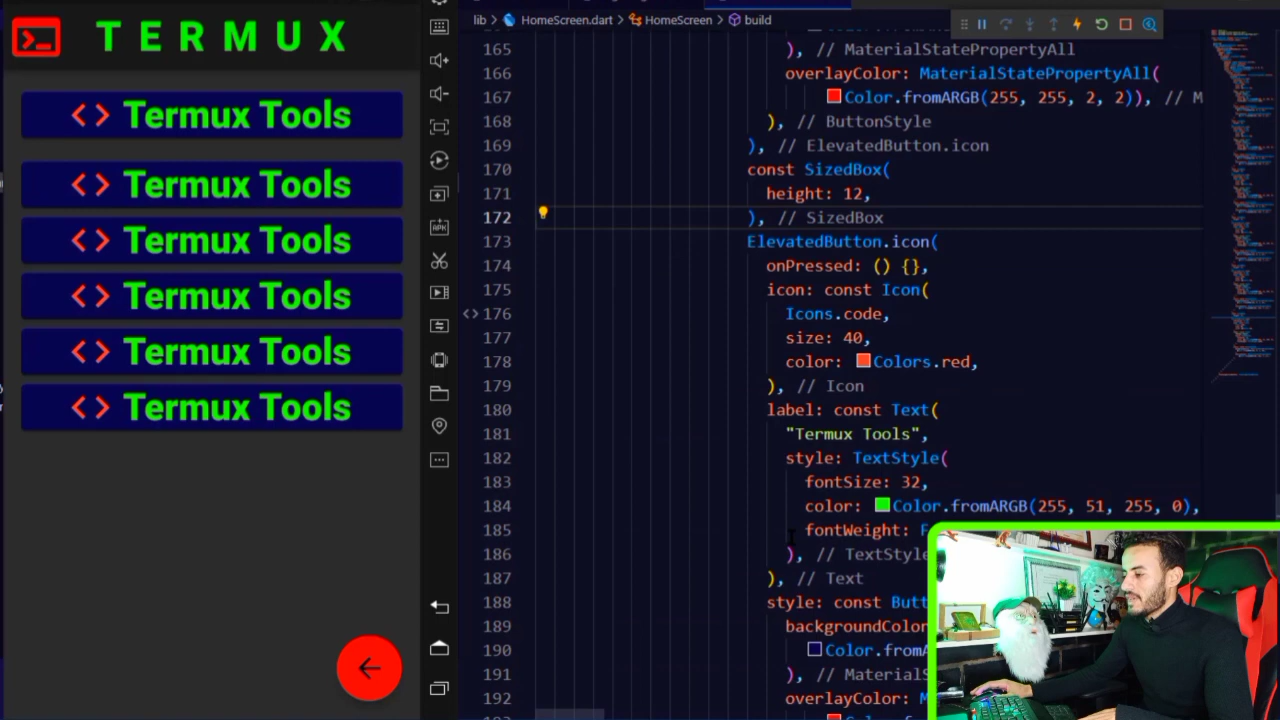 TERMUX
Termux Tools
Termux Tools
Termux Tools
Termux Tools
Termux Tools
Termux Tools
APK
lib > HomeScreen.dart > HomeScreen > build
165 ), // MaterialStatePropertyAll
166 overlayColor: MaterialStatePropertyAll(
167 Color.fromARGB(255, 255, 2, 2)), // M
168 ), // ButtonStyle
169 ), // ElevatedButton.icon
170 const SizedBox(
171 height: 12,
172 ), // SizedBox
173 ElevatedButton.icon(
174 onPressed: () {},
175 icon: const Icon(
176 Icons.code,
177 size: 40,
178 color: Colors.red,
179 ), // Icon
180 label: const Text(
181 "Termux Tools",
182 style: TextStyle(
183 fontSize: 32,
184 color: Color.fromARGB(255, 51, 255, 0),
185 fontWeight: F
186 ), // TextStyle
187 ), // Text
188 style: const Butt
189 backgroundColor
190 Color.fromA
191 ), // MaterialS
192 overlayColor: M